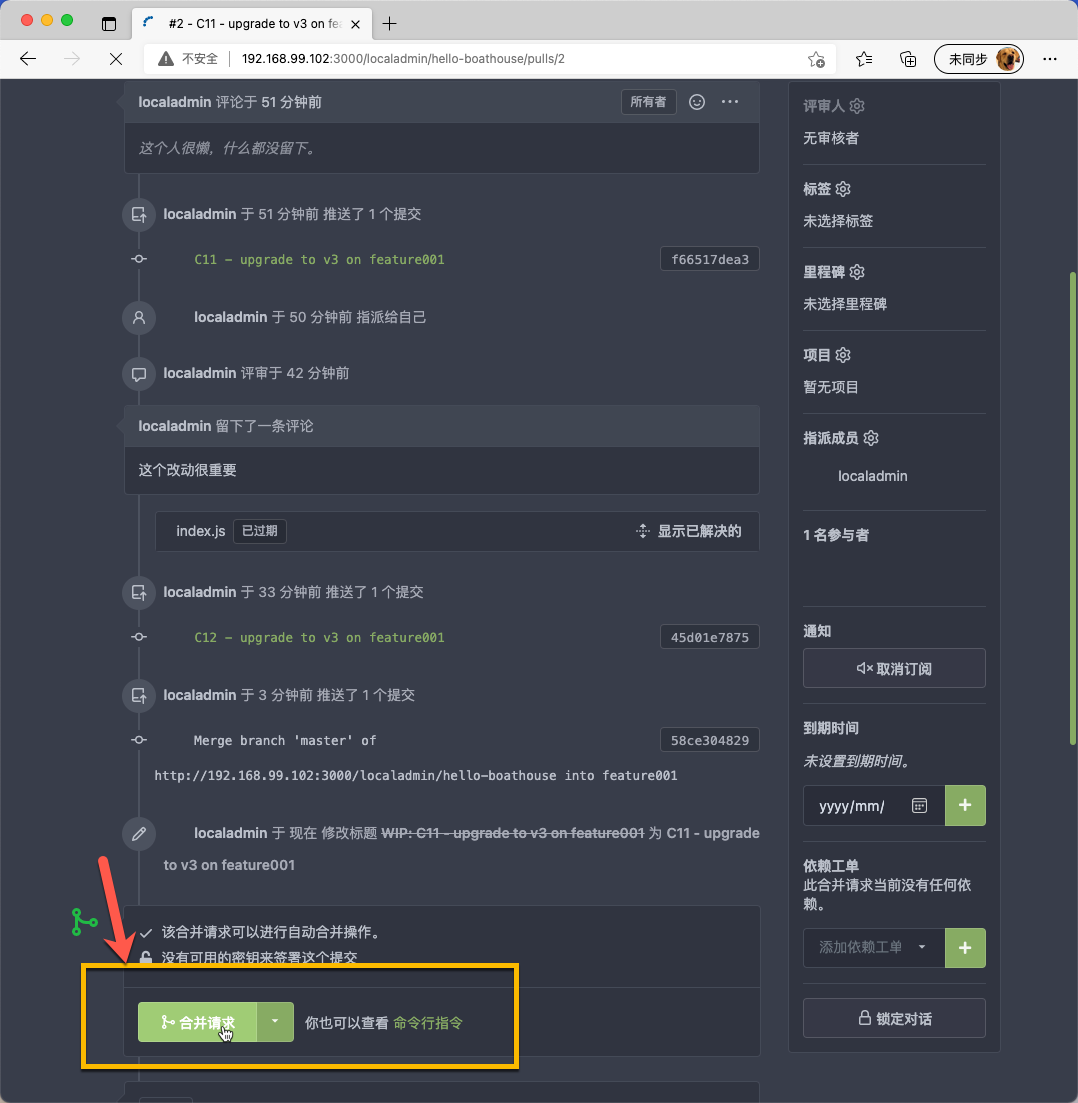 #2 - C11 - upgrade to v3 on fea
不安全
192.168.99.102:3000/localadmin/hello-boathouse/pulls/2
未同步
localadmin 评论于 51 分钟前
所有者
这个人很懒，什么都没留下。
localadmin 于 51 分钟前 推送了 1 个提交
C11 - upgrade to v3 on feature001
f66517dea3
localadmin 于 50 分钟前 指派给自己
localadmin 评审于 42 分钟前
localadmin 留下了一条评论
这个改动很重要
index.js 已过期
显示已解决的
localadmin 于 33 分钟前 推送了 1 个提交
C12 - upgrade to v3 on feature001
45d01e7875
localadmin 于 3 分钟前 推送了 1 个提交
Merge branch 'master' of
58ce304829
http://192.168.99.102:3000/localadmin/hello-boathouse into feature001
localadmin 于 现在 修改标题 WIP: C11 - upgrade to v3 on feature001 为 C11 - upgrade
to v3 on feature001
该合并请求可以进行自动合并操作。
没有可用的密钥来签署这个提交
合并请求
你也可以查看 命令行指令
评审人
无审核者
标签
未选择标签
里程碑
未选择里程碑
项目
暂无项目
指派成员
localadmin
1 名参与者
通知
取消订阅
到期时间
未设置到期时间。
yyyy/mm/
依赖工单
此合并请求当前没有任何依
赖。
添加依赖工单
锁定对话